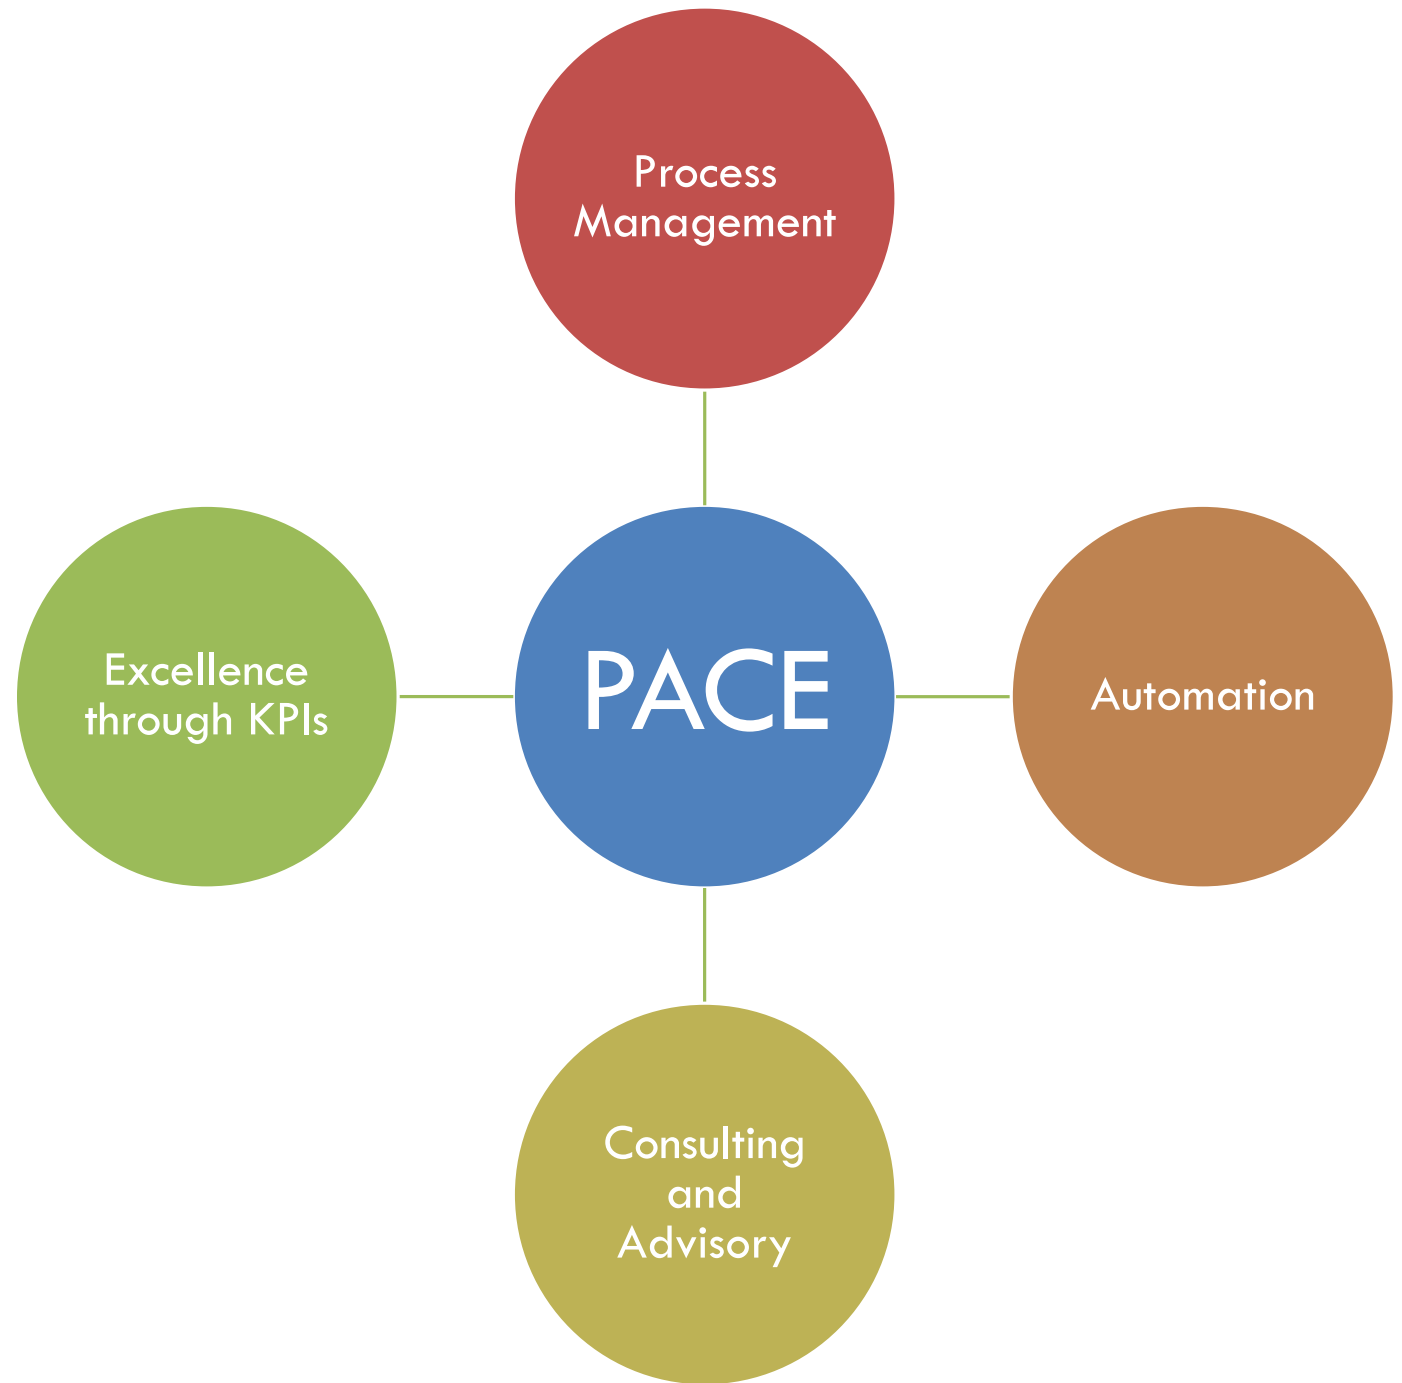 Process
Management
Excellence
through KPIs
PACE
Automation
Consulting
and
Advisory